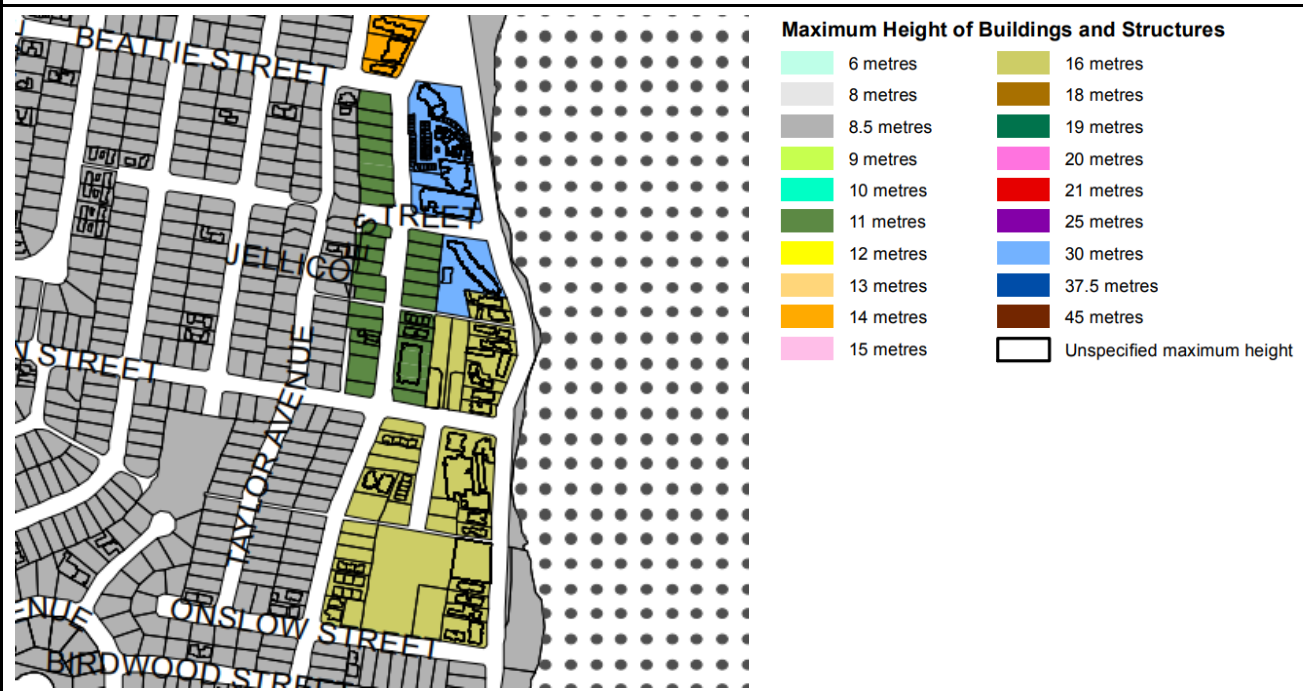 BEATTIE STREET
JELLICOE STREET
N STREET
TAYLOR AVENUE
ENUE
ONSLOW STREET
BIRDWOOD STRE
Maximum Height of Buildings and Structures
6 metres
8 metres
8.5 metres
9 metres
10 metres
11 metres
12 metres
13 metres
14 metres
15 metres
16 metres
18 metres
19 metres
20 metres
21 metres
25 metres
30 metres
37.5 metres
45 metres
Unspecified maximum height